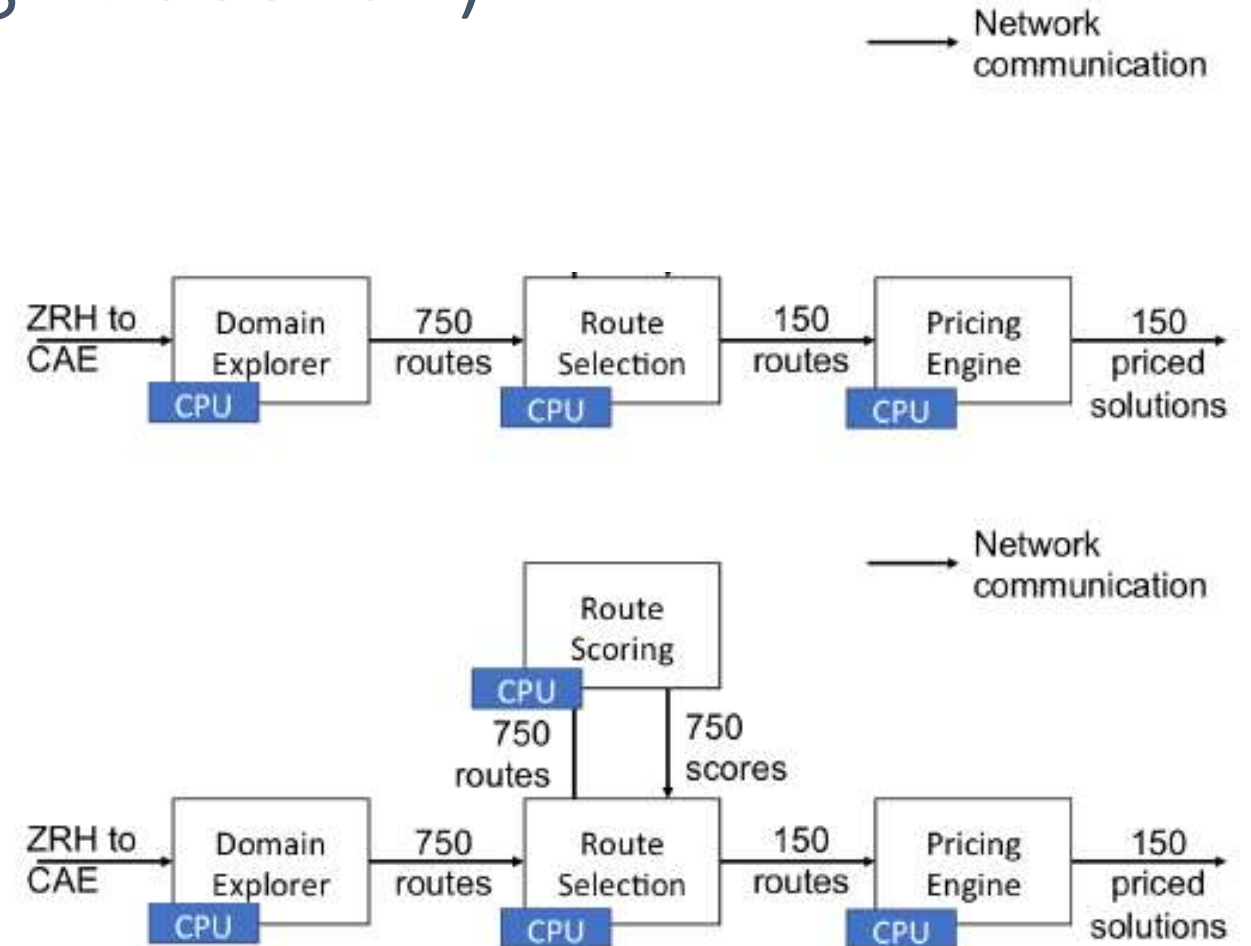 Network
communication
ZRH to
CAE
Domain
Explorer
CPU
750
routes
Route
Selection
CPU
150
routes
Pricing
Engine
CPU
150
priced
solutions
Network
communication
Route
Scoring
CPU
750
routes
750
scores
ZRH to
CAE
Domain
Explorer
CPU
750
routes
Route
Selection
CPU
150
routes
Pricing
Engine
CPU
150
priced
solutions